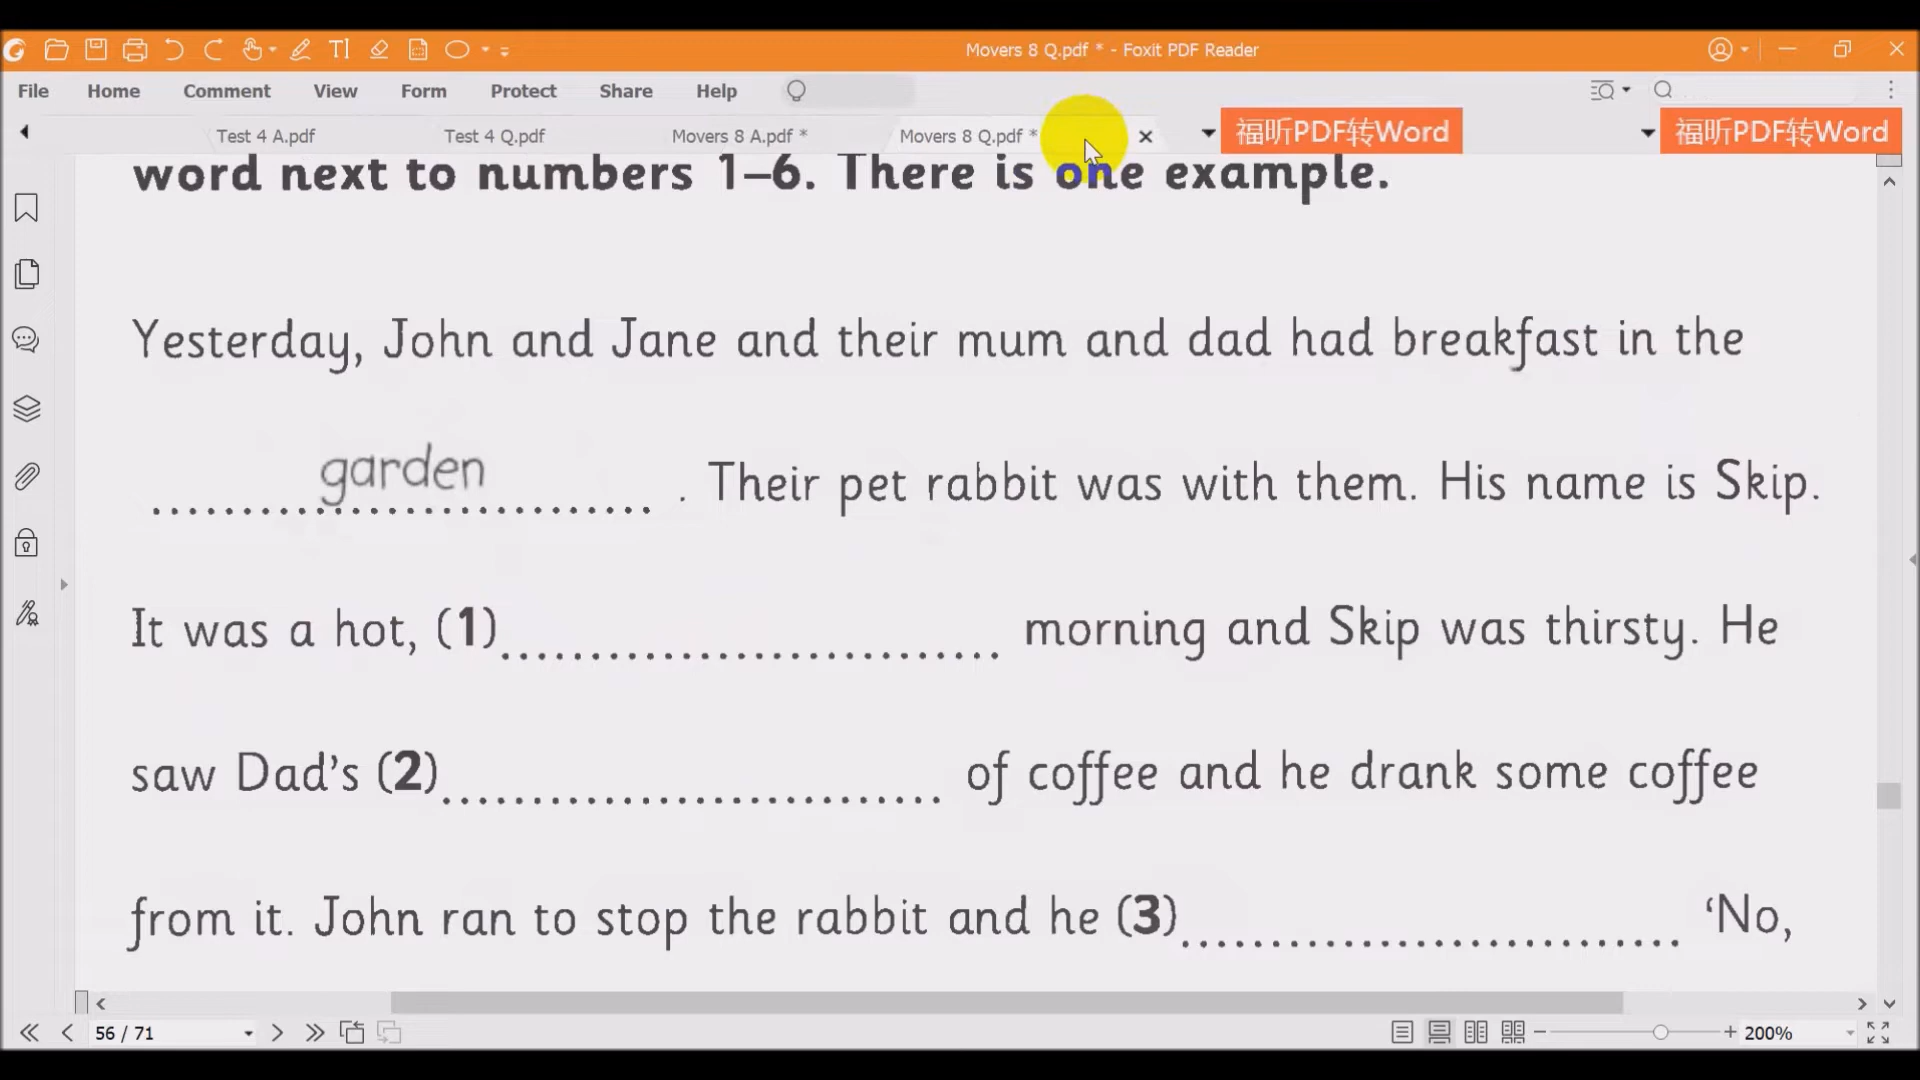 Movers 8 Q.pdf * - Foxit PDF Reader
File Home Comment View Form Protect Share Help
Test 4 A.pdf Test 4 Q.pdf Movers 8 A.pdf * Movers 8 Q.pdf * 福昕PDF转Word 福昕PDF转Word
word next to numbers 1–6. There is one example.
Yesterday, John and Jane and their mum and dad had breakfast in the
garden . Their pet rabbit was with them. His name is Skip.
It was a hot, (1) morning and Skip was thirsty. He
saw Dad's (2) of coffee and he drank some coffee
from it. John ran to stop the rabbit and he (3) 'No,
56 / 71 200%